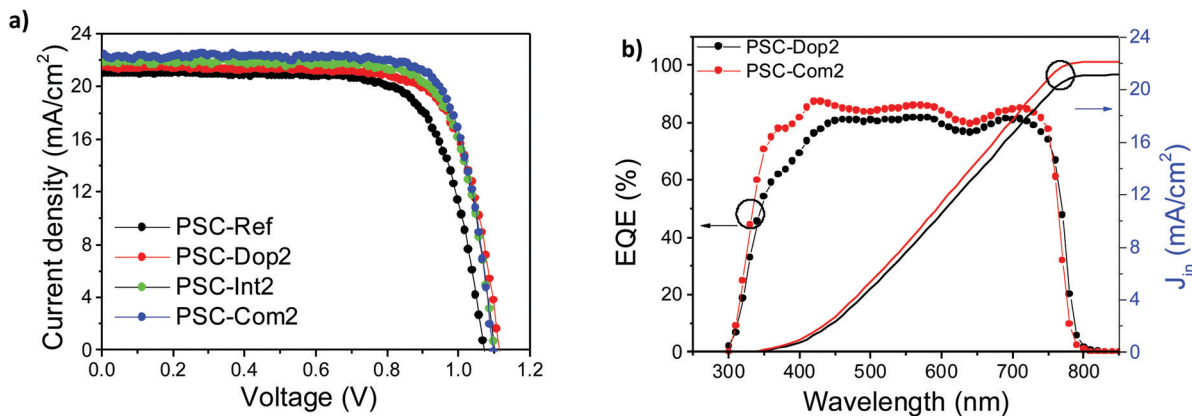 a)
24
20
16
12
8
4
0
Current density (mA/cm²)
PSC-Ref
PSC-Dop2
PSC-Int2
PSC-Com2
0.0 0.2 0.4 0.6 0.8 1.0 1.2
Voltage (V)
b)
PSC-Dop2
PSC-Com2
100
80
60
40
20
0
EQE (%)
24
20
16
12
8
4
0
J_in (mA/cm²)
300 400 500 600 700 800
Wavelength (nm)